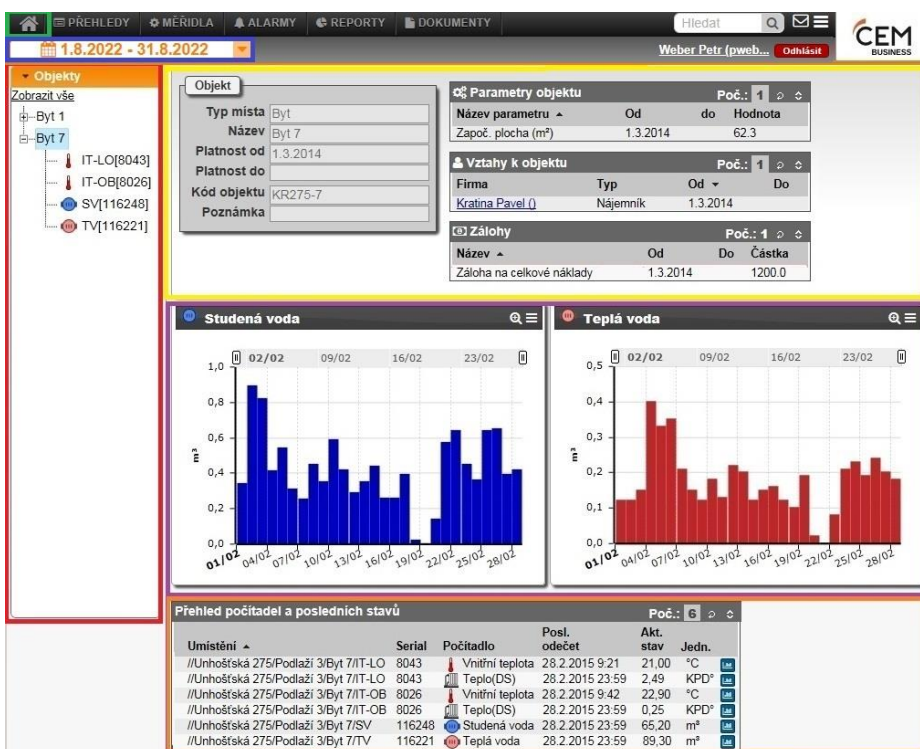 PŘEHLEDY MĚŘIDLA ALARMY REPORTY DOKUMENTY Hledat
CEM
BUSINESS
1.8.2022 - 31.8.2022 Weber Petr (pweb... Odhlásit
Objekty
Zobrazit vše
Byt 1
Byt 7
IT-LO[8043]
IT-OB[8026]
SV[116248]
TV[116221]
Objekt
Typ místa Byt
Název Byt 7
Platnost od 1.3.2014
Platnost do
Kód objektu KR275-7
Poznámka
Parametry objektu Poč.: 1
Název parametru Od do Hodnota
Započ. plocha (m²) 1.3.2014 62.3
Vztahy k objektu Poč.: 1
Firma Typ Od Do
Kratina Pavel () Nájemník 1.3.2014
Zálohy Poč.: 1
Název Od Do Částka
Záloha na celkové náklady 1.3.2014 1200.0
Studená voda
02/02 09/02 16/02 23/02
1,0
0,8
0,6
0,4
0,2
0,0
m³
01/02 04/02 07/02 10/02 13/02 16/02 19/02 22/02 25/02 28/02
Teplá voda
02/02 09/02 16/02 23/02
0,5
0,4
0,3
0,2
0,1
0,0
m³
01/02 04/02 07/02 10/02 13/02 16/02 19/02 22/02 25/02 28/02
Přehled počítadel a posledních stavů Poč.: 6
Umístění Serial Počítadlo Posl. odečet Akt. stav Jedn.
//Unhošťská 275/Podlaží 3/Byt 7/IT-LO 8043 Vnitřní teplota 28.2.2015 9:21 21,00 °C
//Unhošťská 275/Podlaží 3/Byt 7/IT-LO 8043 Teplo(DS) 28.2.2015 23:59 2,49 KPD°
//Unhošťská 275/Podlaží 3/Byt 7/IT-OB 8026 Vnitřní teplota 28.2.2015 9:42 22,90 °C
//Unhošťská 275/Podlaží 3/Byt 7/IT-OB 8026 Teplo(DS) 28.2.2015 23:59 0,25 KPD°
//Unhošťská 275/Podlaží 3/Byt 7/SV 116248 Studená voda 28.2.2015 23:59 65,20 m³
//Unhošťská 275/Podlaží 3/Byt 7/TV 116221 Teplá voda 28.2.2015 23:59 89,30 m³